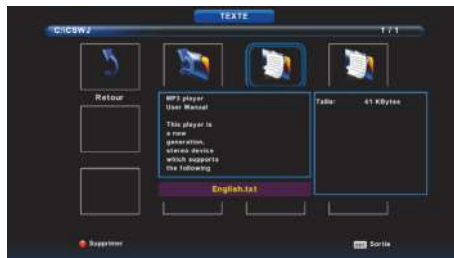 TEXTE
C:\CSWJ
1 / 1
Retour
MP3 player
User Manual
This player is
a new
generation,
stereo device
which supports
the following
Taille: 41 KBytes
English.txt
Supprimer
Sortie